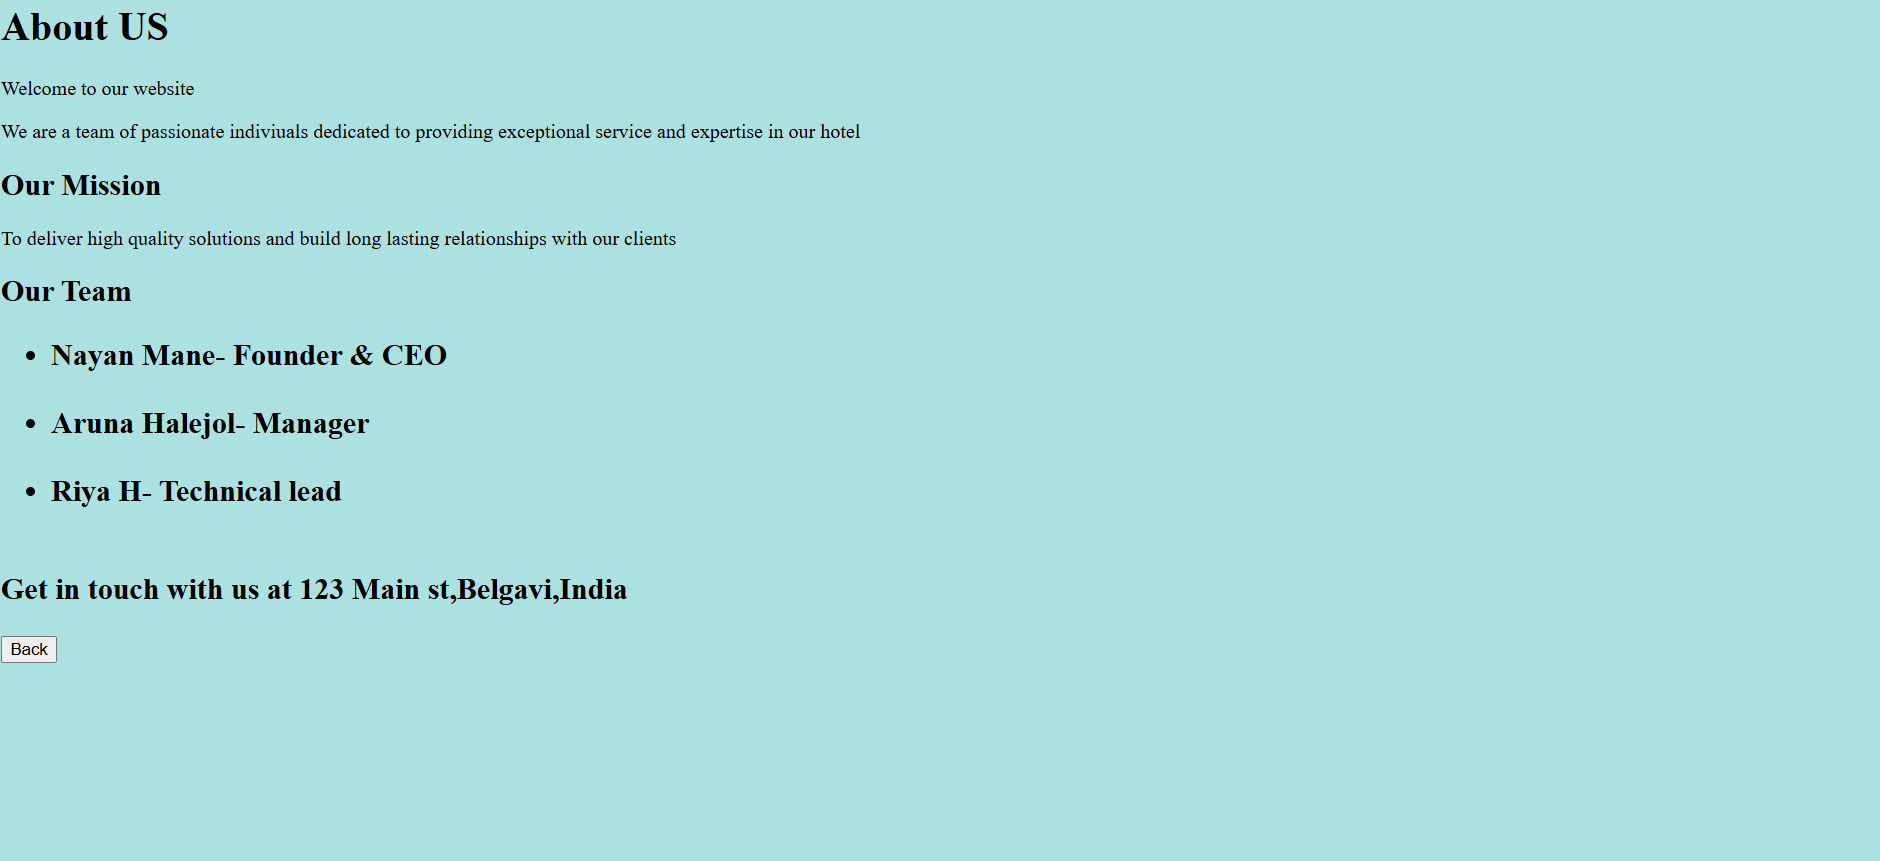 About US
Welcome to our website
We are a team of passionate indiviuals dedicated to providing exceptional service and expertise in our hotel
Our Mission
To deliver high quality solutions and build long lasting relationships with our clients
Our Team
• Nayan Mane- Founder & CEO
• Aruna Halejol- Manager
• Riya H- Technical lead
Get in touch with us at 123 Main st,Belgavi,India
Back